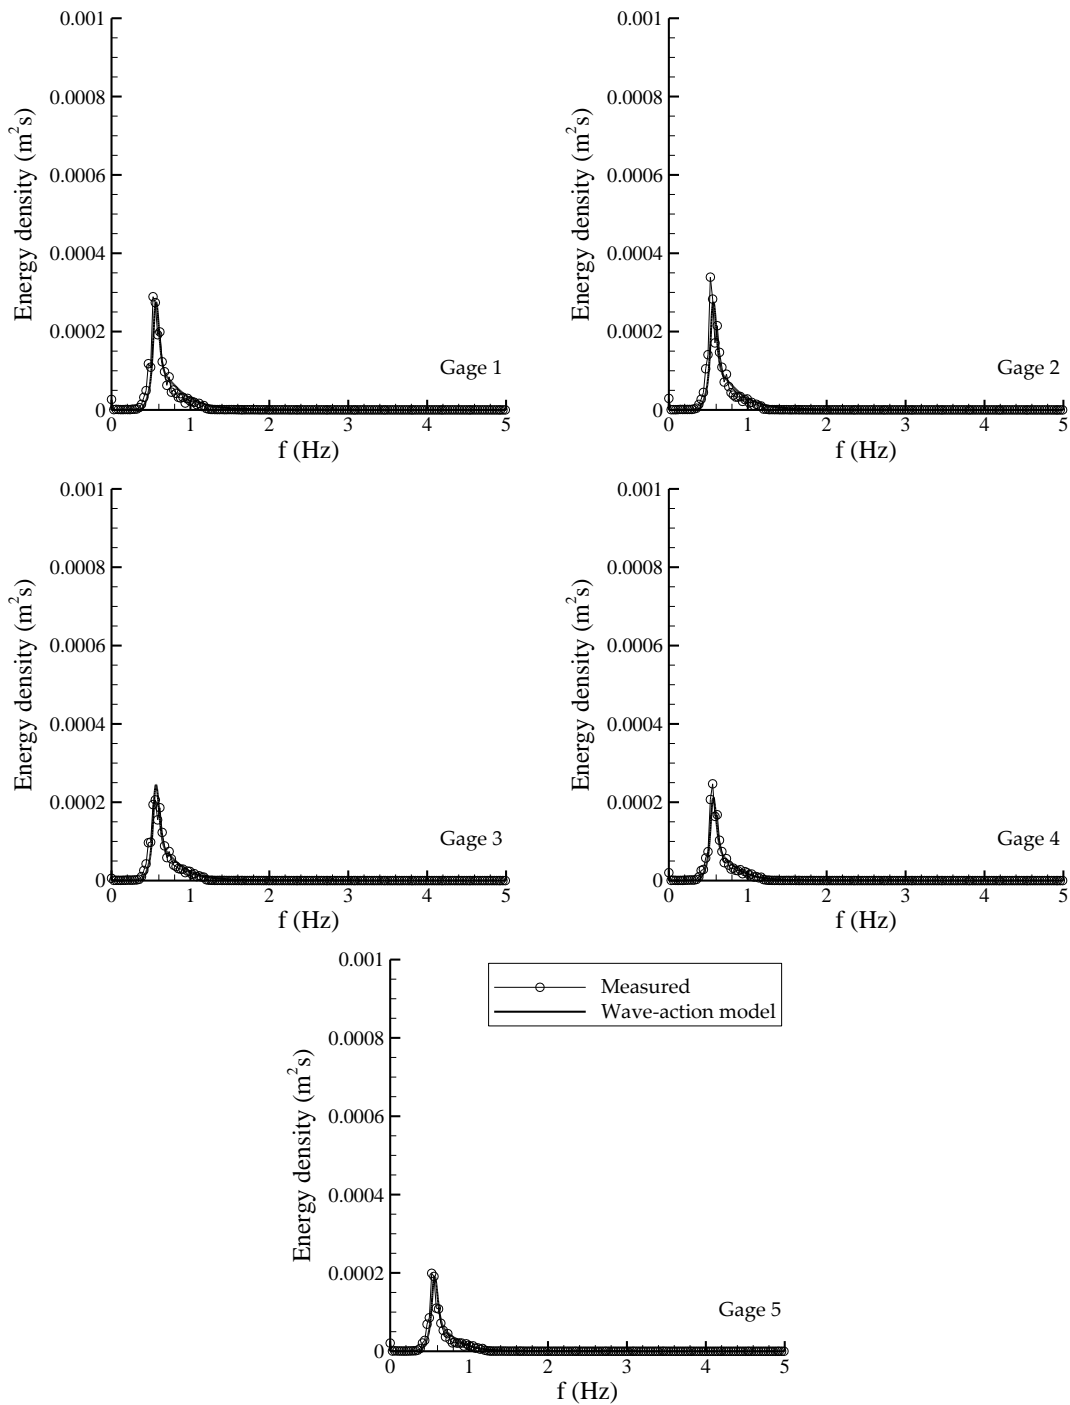 0.001
0.0008
0.0006
0.0004
0.0002
0
Energy density (m²s)
0 1 2 3 4 5
f (Hz)
Gage 1
0.001
0.0008
0.0006
0.0004
0.0002
0
Energy density (m²s)
0 1 2 3 4 5
f (Hz)
Gage 2
0.001
0.0008
0.0006
0.0004
0.0002
0
Energy density (m²s)
0 1 2 3 4 5
f (Hz)
Gage 3
0.001
0.0008
0.0006
0.0004
0.0002
0
Energy density (m²s)
0 1 2 3 4 5
f (Hz)
Gage 4
0.001
0.0008
0.0006
0.0004
0.0002
0
Energy density (m²s)
0 1 2 3 4 5
f (Hz)
Measured
Wave-action model
Gage 5